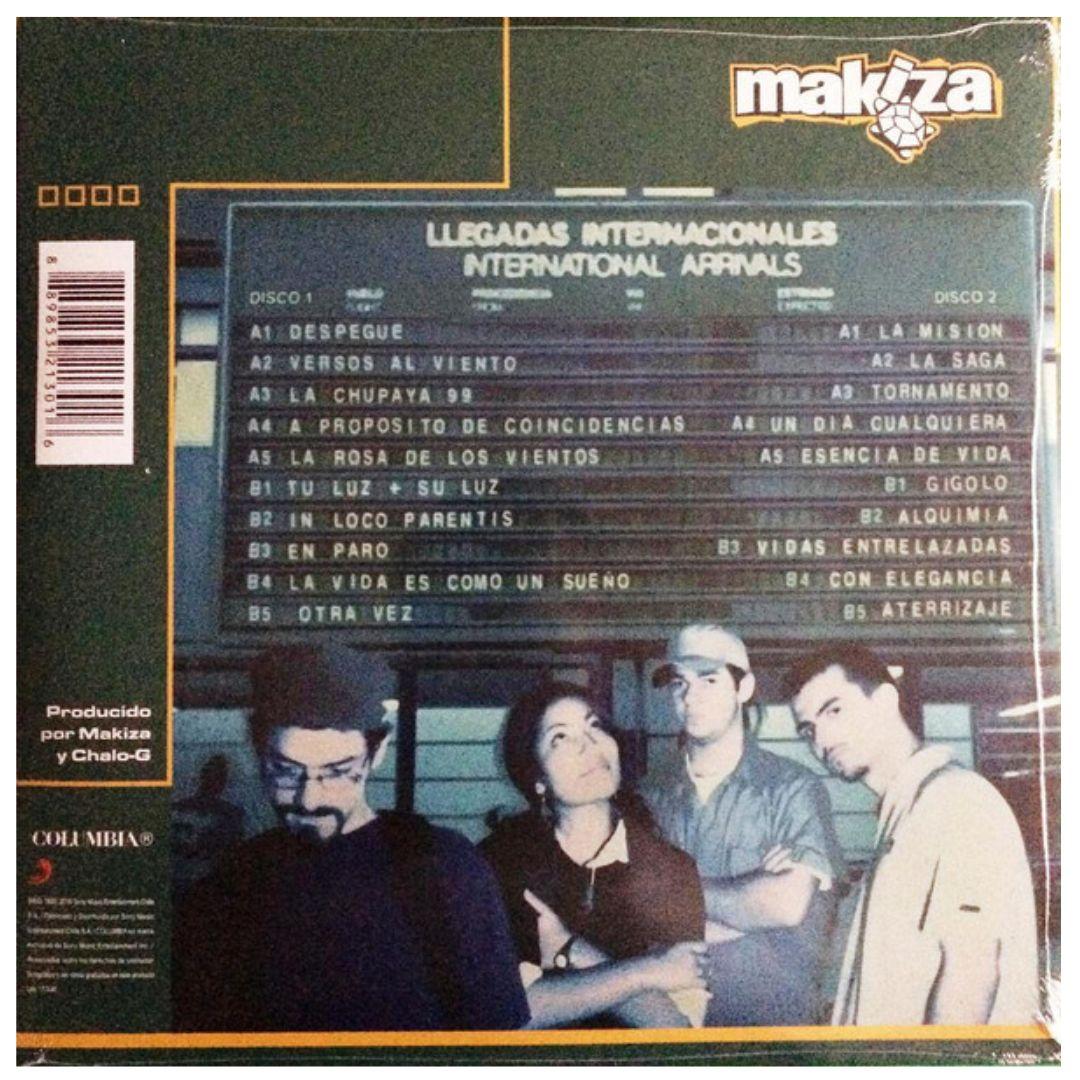 makiza
LLEGADAS INTERNACIONALES
INTERNATIONAL ARRIVALS
DISCO 1
DISCO 2
A1 DESPEGUE
A2 VERSOS AL VIENTO
A3 LA CHUPAYA 99
A4 A PROPOSITO DE COINCIDENCIAS
A5 LA ROSA DE LOS VIENTOS
B1 TU LUZ + SU LUZ
B2 IN LOCO PARENTIS
B3 EN PARO
B4 LA VIDA ES COMO UN SUEÑO
B5 OTRA VEZ
A1 LA MISION
A2 LA SAGA
A3 TORNAMENTO
A4 UN DIA CUALQUIERA
A5 ESENCIA DE VIDA
B1 GIGOLO
B2 ALQUIMIA
B3 VIDAS ENTRELAZADAS
B4 CON ELEGANCIA
B5 ATERRIZAJE
8 89853 21301 6
Producido
por Makiza
y Chalo-G
COLUMBIA®